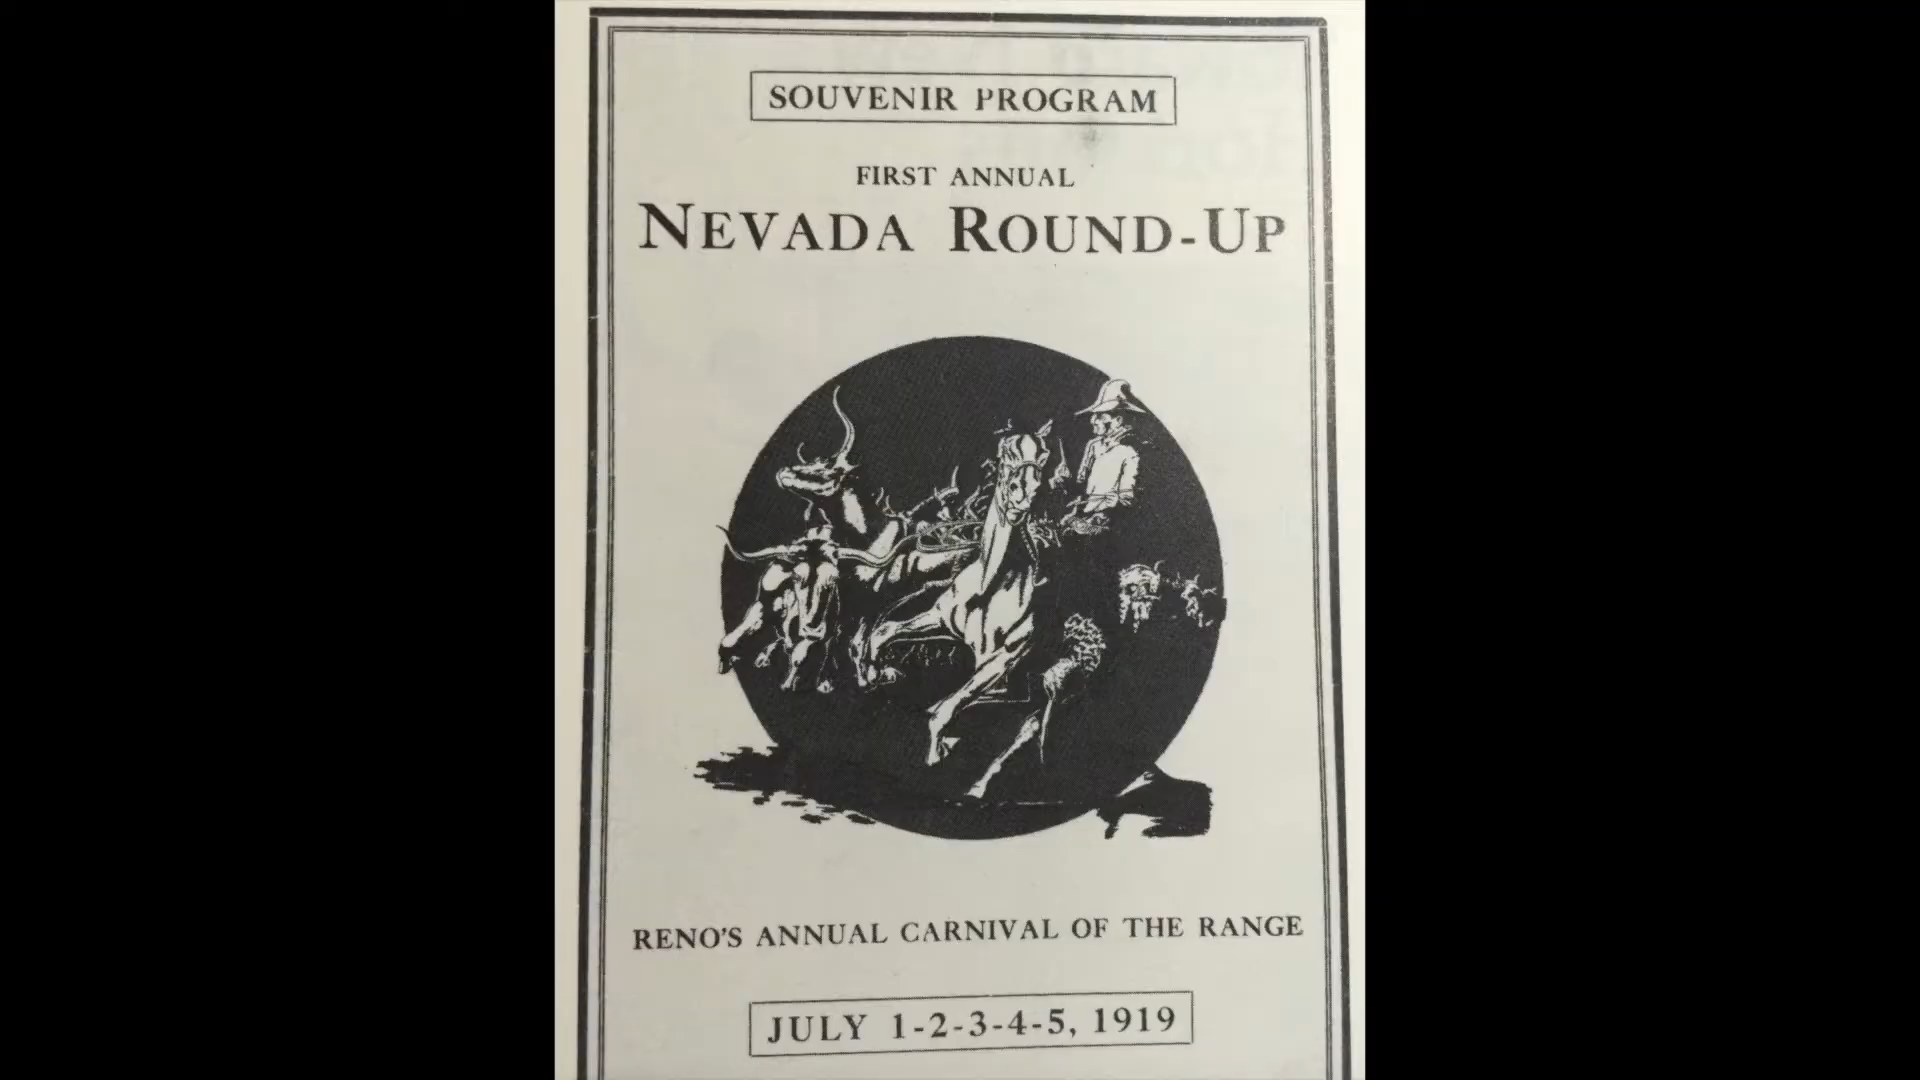 SOUVENIR PROGRAM
FIRST ANNUAL
NEVADA ROUND-UP
RENO'S ANNUAL CARNIVAL OF THE RANGE
JULY 1-2-3-4-5, 1919